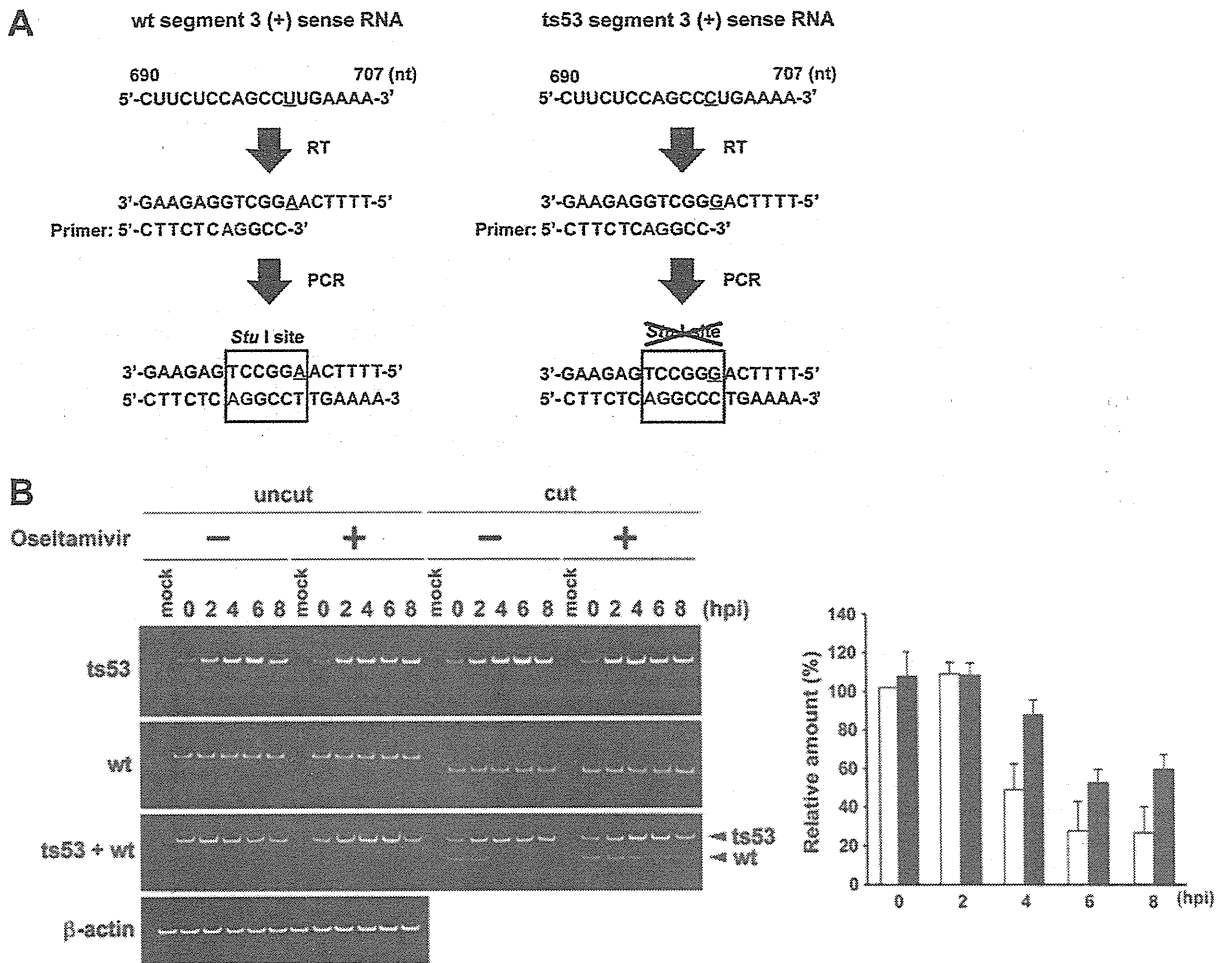 A
wt segment 3 (+) sense RNA
ts53 segment 3 (+) sense RNA
690 707 (nt)
5'-CUUCUCCAGCCUUGAAAA-3'
690 707 (nt)
5'-CUUCUCCAGCCCUGAAAA-3'
RT
RT
3'-GAAGAGGTCGGAACTTTT-5'
Primer: 5'-CTTCTCAGGCC-3'
3'-GAAGAGGTCGGGACTTTT-5'
Primer: 5'-CTTCTCAGGCC-3'
PCR
PCR
Stu I site
Stu I site
3'-GAAGAGTCCGGAACTTTT-5'
5'-CTTCTCAGGCCTTGAAAA-3
3'-GAAGAGTCCGGGACTTTT-5'
5'-CTTCTCAGGCCCTGAAAA-3'
B
uncut cut
Oseltamivir − + − +
mock 0 2 4 6 8 mock 0 2 4 6 8 mock 0 2 4 6 8 mock 0 2 4 6 8 (hpi)
ts53
wt
ts53 + wt
ts53
wt
β-actin
Relative amount (%)
140
120
100
80
60
40
20
0
0 2 4 6 8 (hpi)